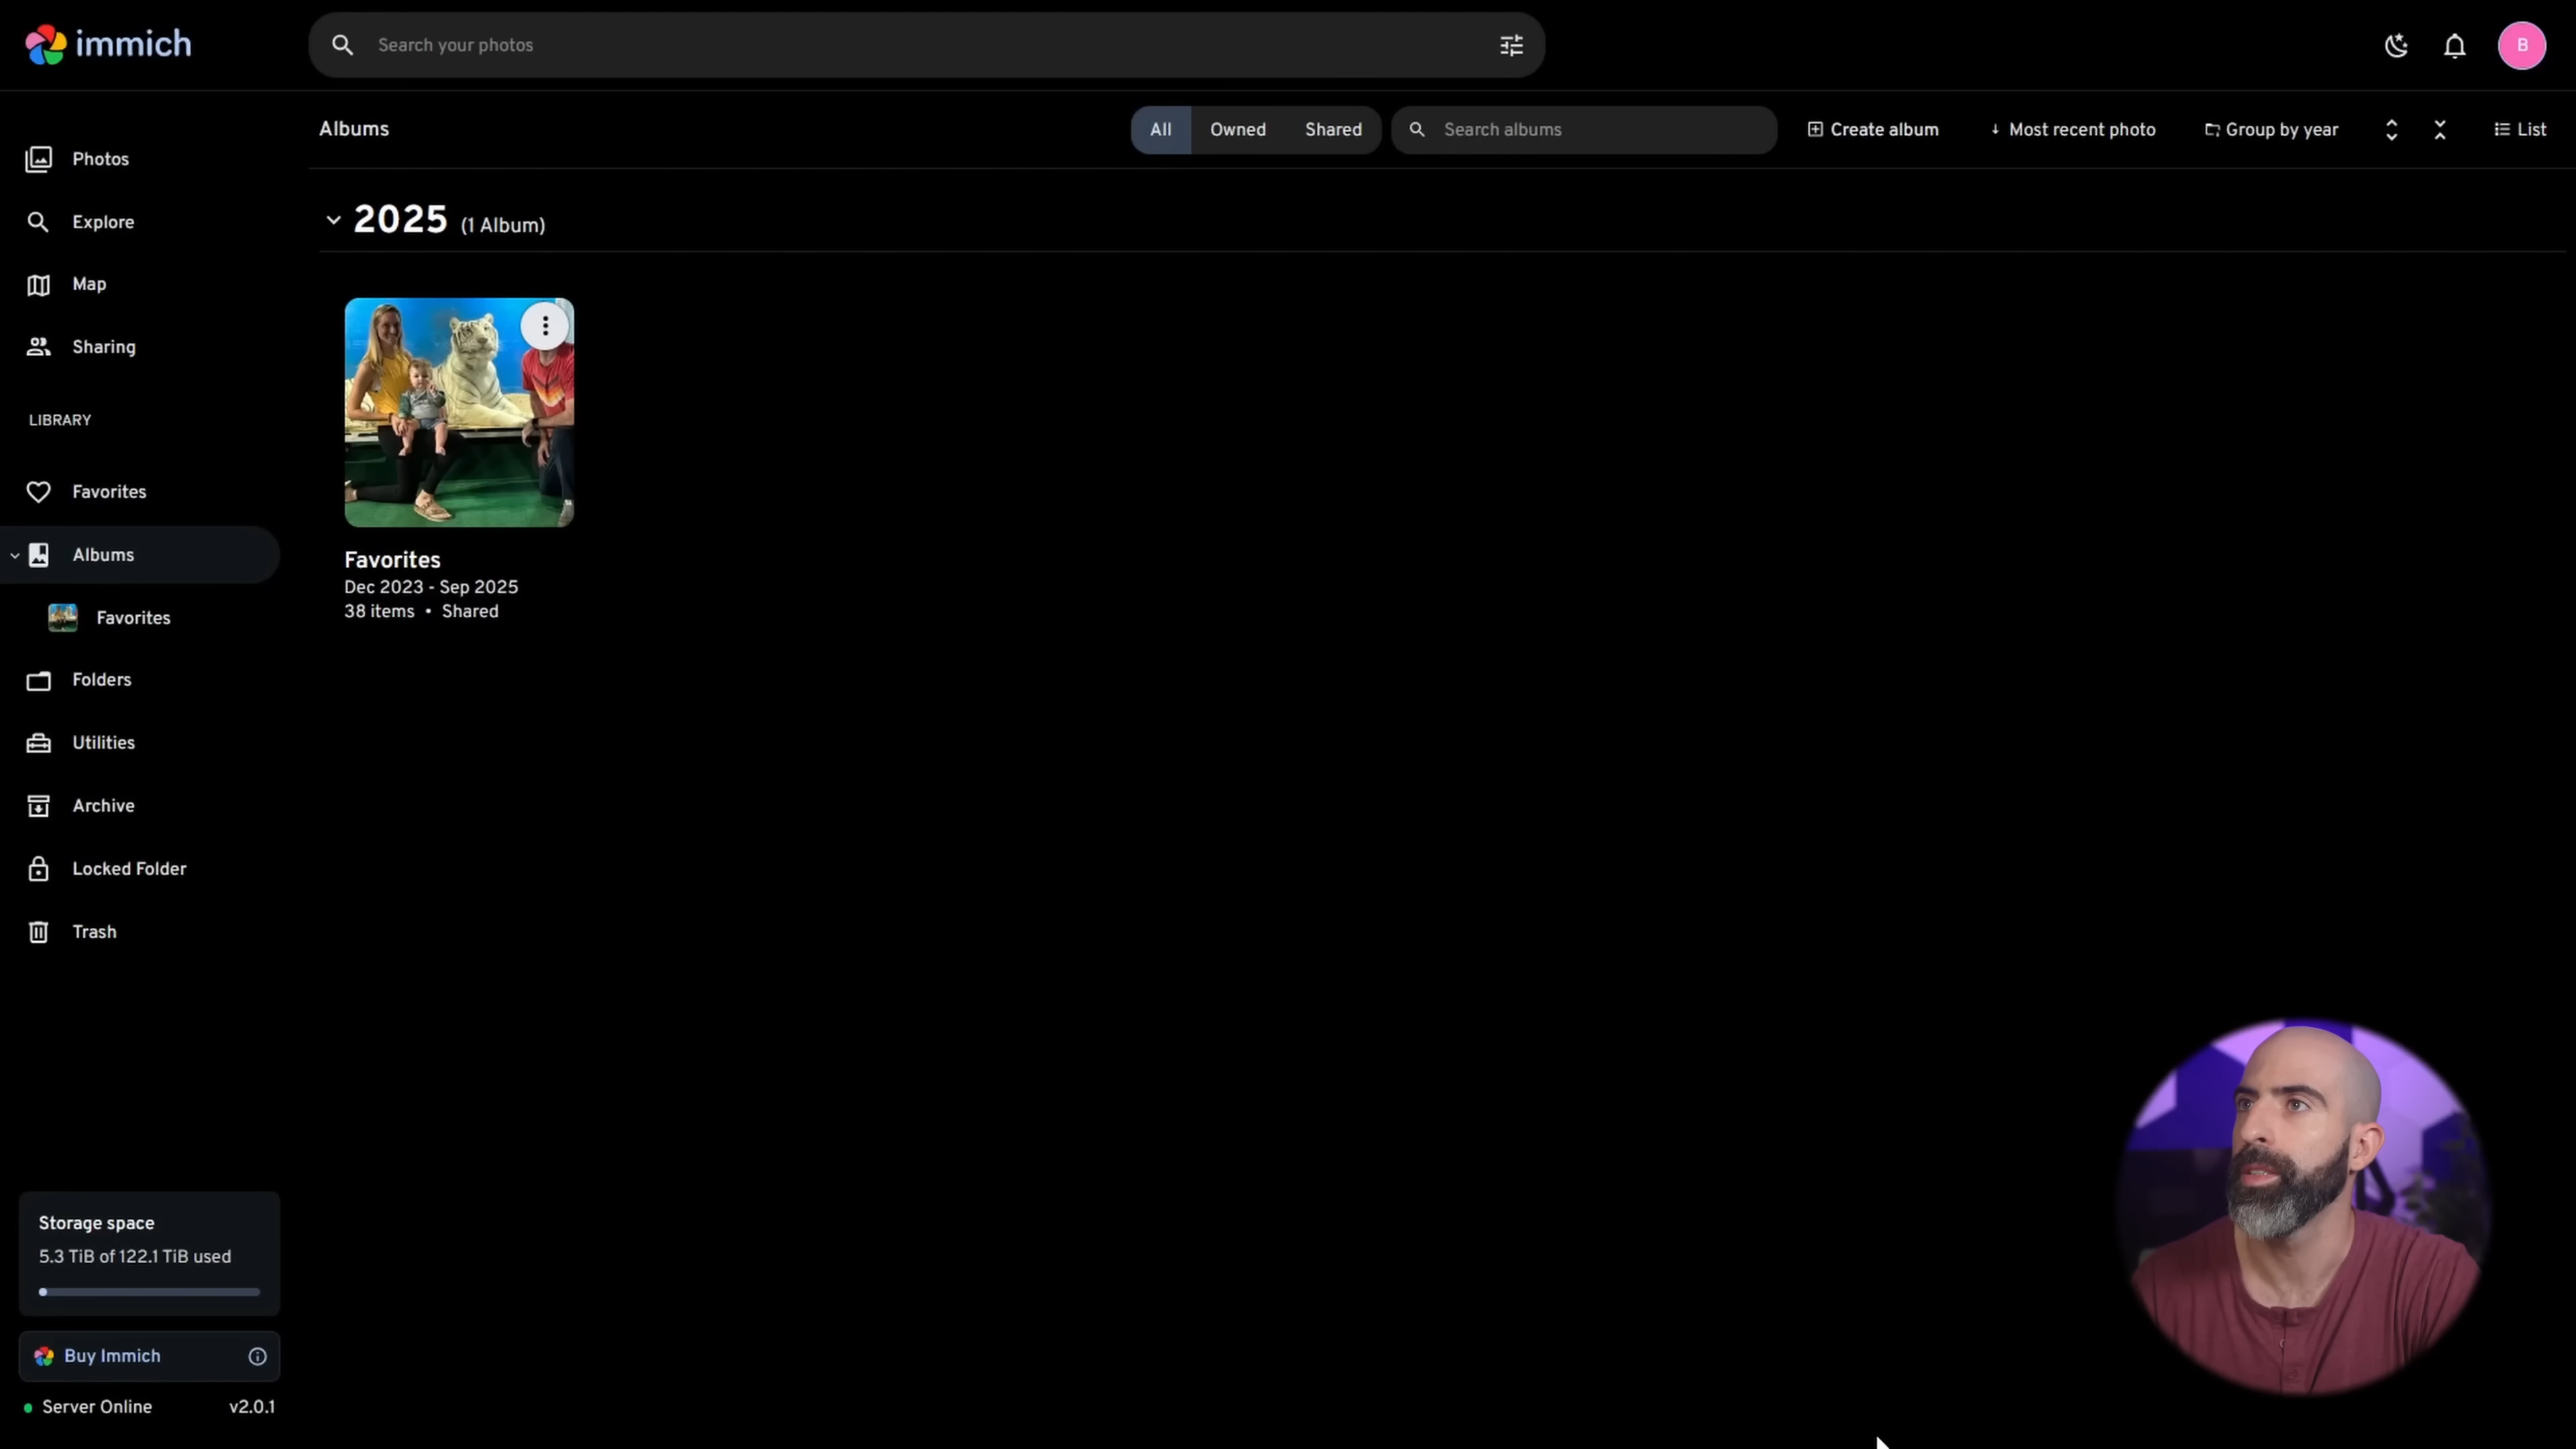 immich
Search your photos
B
Albums
All
Owned
Shared
Search albums
Create album
Most recent photo
Group by year
List
Photos
Explore
Map
Sharing
LIBRARY
Favorites
Albums
Favorites
Folders
Utilities
Archive
Locked Folder
Trash
2025 (1 Album)
Favorites
Dec 2023 - Sep 2025
38 items • Shared
Storage space
5.3 TiB of 122.1 TiB used
Buy Immich
Server Online v2.0.1